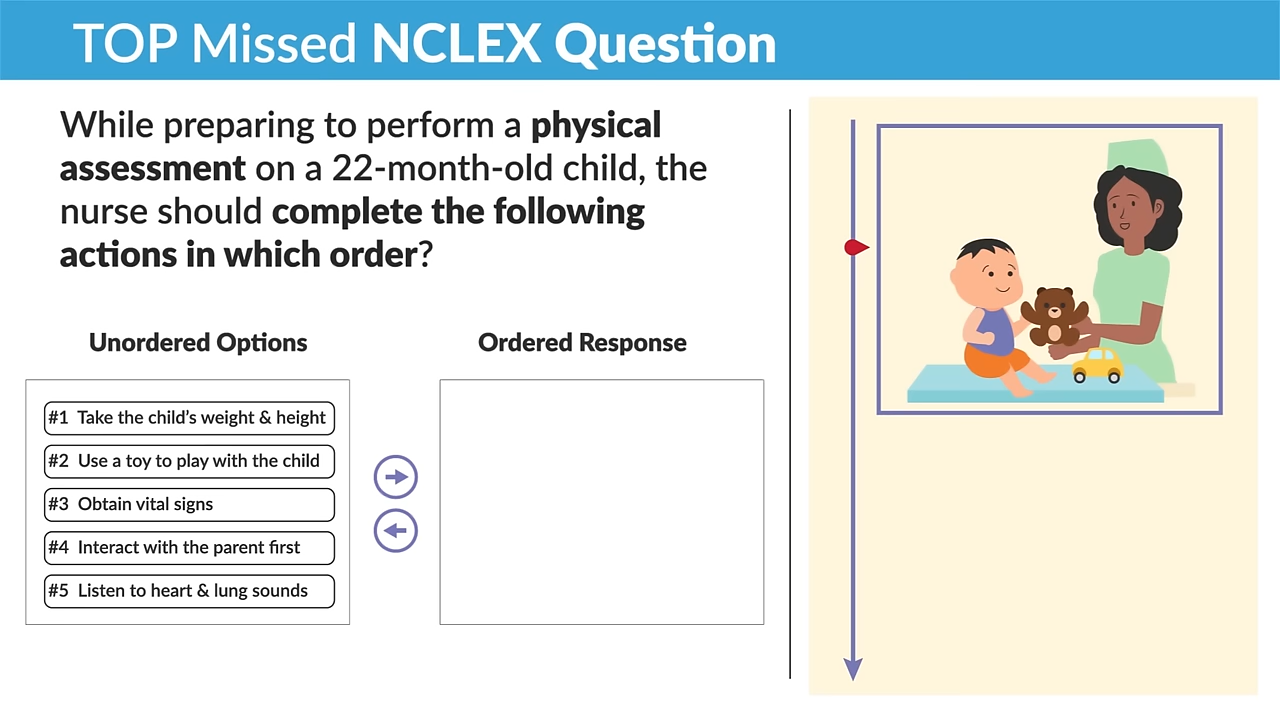 TOP Missed NCLEX Question
While preparing to perform a physical
assessment on a 22-month-old child, the
nurse should complete the following
actions in which order?
Unordered Options
Ordered Response
#1 Take the child's weight & height
#2 Use a toy to play with the child
#3 Obtain vital signs
#4 Interact with the parent first
#5 Listen to heart & lung sounds